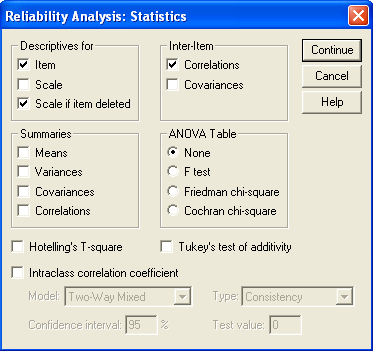 Reliability Analysis: Statistics
Descriptives for
Item
Scale
Scale if item deleted
Inter-Item
Correlations
Covariances
Continue
Cancel
Help
Summaries
Means
Variances
Covariances
Correlations
ANOVA Table
None
F test
Friedman chi-square
Cochran chi-square
Hotelling's T-square
Tukey's test of additivity
Intraclass correlation coefficient
Model: Two-Way Mixed
Type: Consistency
Confidence interval: 95 %
Test value: 0